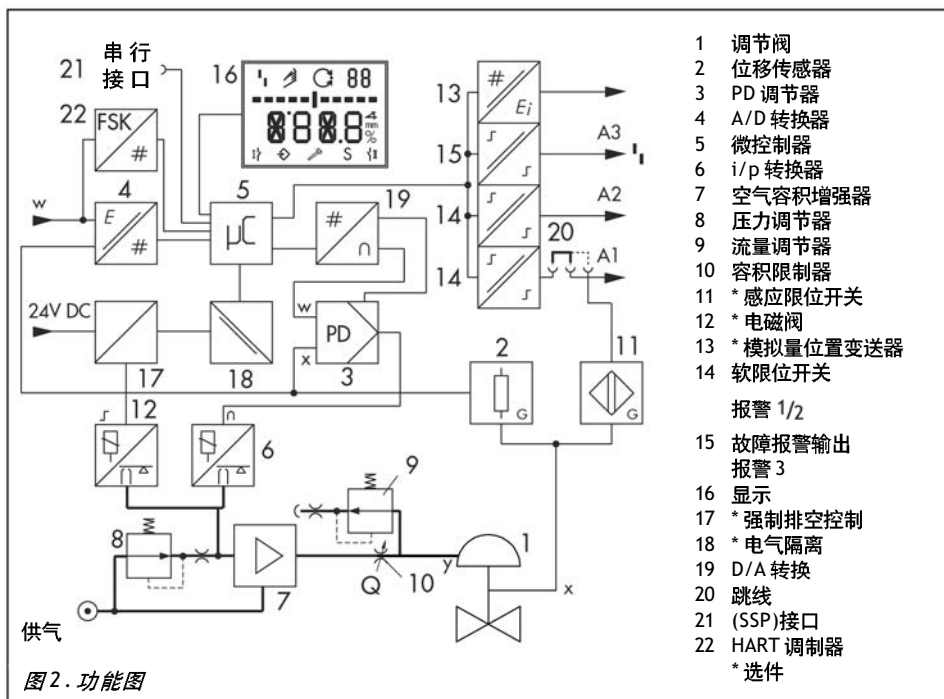 串行
接口
21
16
88
88.8
mm
%
S
22
FSK
#
w
4
E
#
5
µC
19
#
∩
13
#
Ei
15
A3
14
A2
20
14
A1
24V DC
17
18
w
x
PD
3
2
G
11
G
12
∩
6
8
9
7
Q
10
y
1
x
供气
图2.功能图
1 调节阀
2 位移传感器
3 PD 调节器
4 A/D 转换器
5 微控制器
6 i/p 转换器
7 空气容积增强器
8 压力调节器
9 流量调节器
10 容积限制器
11 *感应限位开关
12 *电磁阀
13 *模拟量位置变送器
14 软限位开关
报警 1/2
15 故障报警输出
报警 3
16 显示
17 *强制排空控制
18 *电气隔离
19 D/A 转换
20 跳线
21 (SSP)接口
22 HART 调制器
*选件